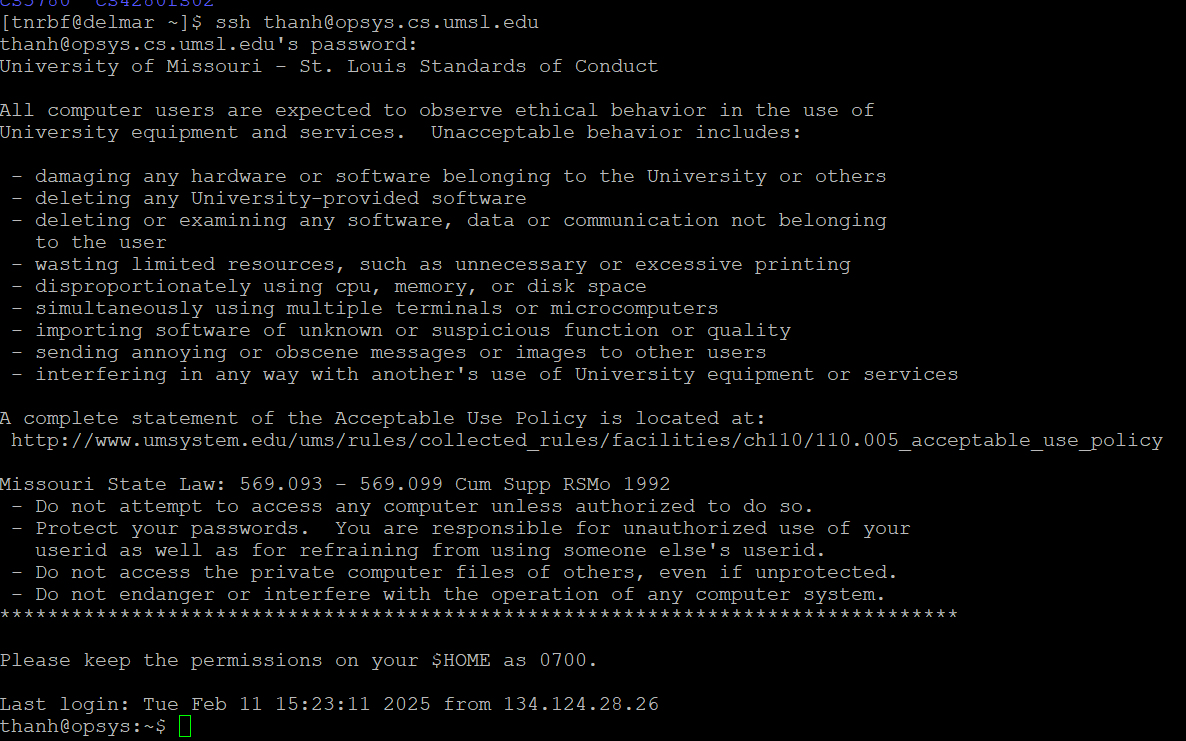 CS5780  CS4280FS02
[tnrbf@delmar ~]$ ssh thanh@opsys.cs.umsl.edu
thanh@opsys.cs.umsl.edu's password:
University of Missouri - St. Louis Standards of Conduct
All computer users are expected to observe ethical behavior in the use of
University equipment and services.  Unacceptable behavior includes:
- damaging any hardware or software belonging to the University or others
- deleting any University-provided software
- deleting or examining any software, data or communication not belonging
to the user
- wasting limited resources, such as unnecessary or excessive printing
- disproportionately using cpu, memory, or disk space
- simultaneously using multiple terminals or microcomputers
- importing software of unknown or suspicious function or quality
- sending annoying or obscene messages or images to other users
- interfering in any way with another's use of University equipment or services
A complete statement of the Acceptable Use Policy is located at:
http://www.umsystem.edu/ums/rules/collected_rules/facilities/ch110/110.005_acceptable_use_policy
Missouri State Law: 569.093 - 569.099 Cum Supp RSMo 1992
- Do not attempt to access any computer unless authorized to do so.
- Protect your passwords.  You are responsible for unauthorized use of your
userid as well as for refraining from using someone else's userid.
- Do not access the private computer files of others, even if unprotected.
- Do not endanger or interfere with the operation of any computer system.
********************************************************************************
Please keep the permissions on your $HOME as 0700.
Last login: Tue Feb 11 15:23:11 2025 from 134.124.28.26
thanh@opsys:~$